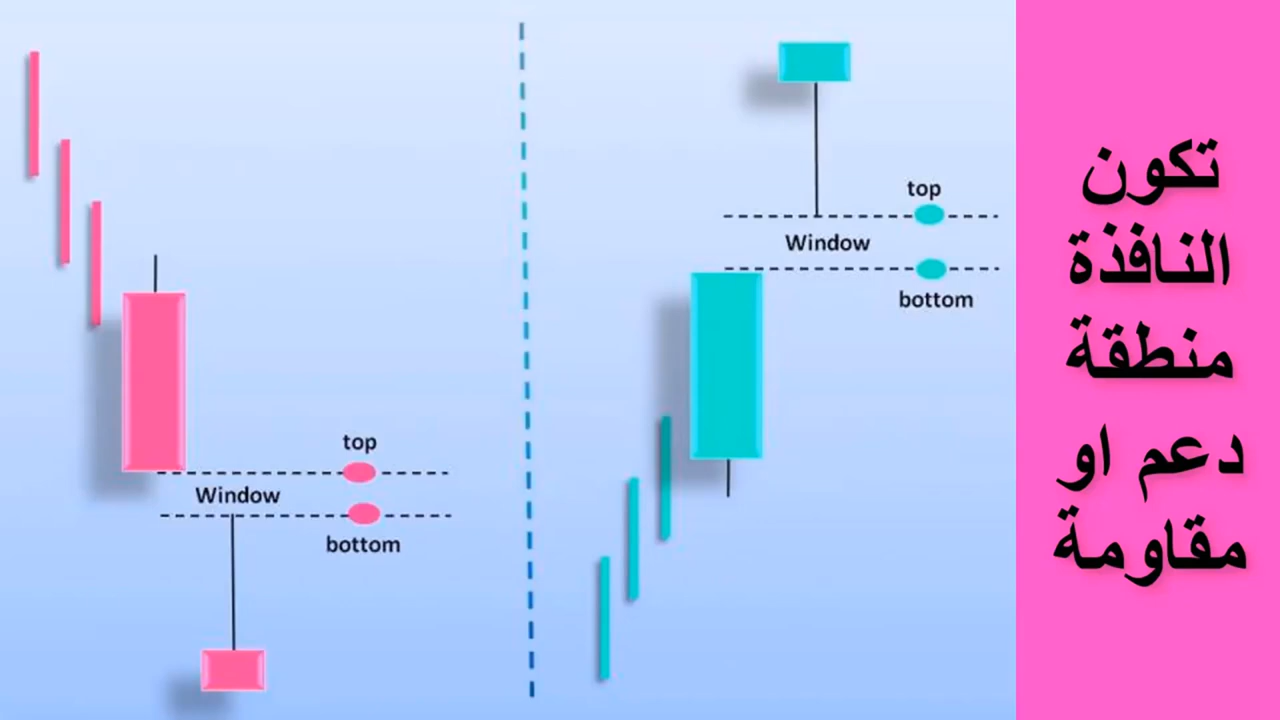 top
Window
bottom
top
Window
bottom
تكون
النافذة
منطقة
دعم او
مقاومة